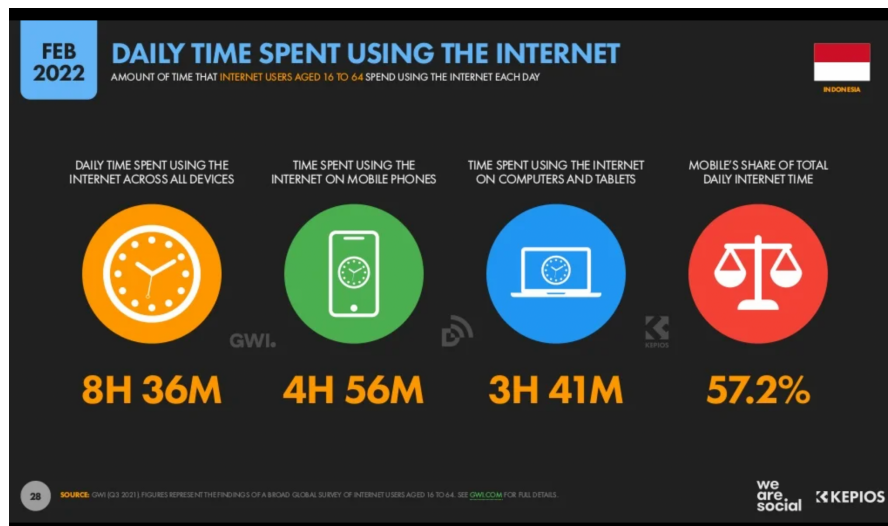 FEB
2022
DAILY TIME SPENT USING THE INTERNET
AMOUNT OF TIME THAT INTERNET USERS AGED 16 TO 64 SPEND USING THE INTERNET EACH DAY
INDONESIA
DAILY TIME SPENT USING THE
INTERNET ACROSS ALL DEVICES
TIME SPENT USING THE
INTERNET ON MOBILE PHONES
TIME SPENT USING THE INTERNET
ON COMPUTERS AND TABLETS
MOBILE'S SHARE OF TOTAL
DAILY INTERNET TIME
GWI.
KEPIOS
8H 36M
4H 56M
3H 41M
57.2%
28
SOURCE: GWI (Q3 2021). FIGURES REPRESENT THE FINDINGS OF A BROAD GLOBAL SURVEY OF INTERNET USERS AGED 16 TO 64. SEE GWI.COM FOR FULL DETAILS.
we
are
social
KEPIOS